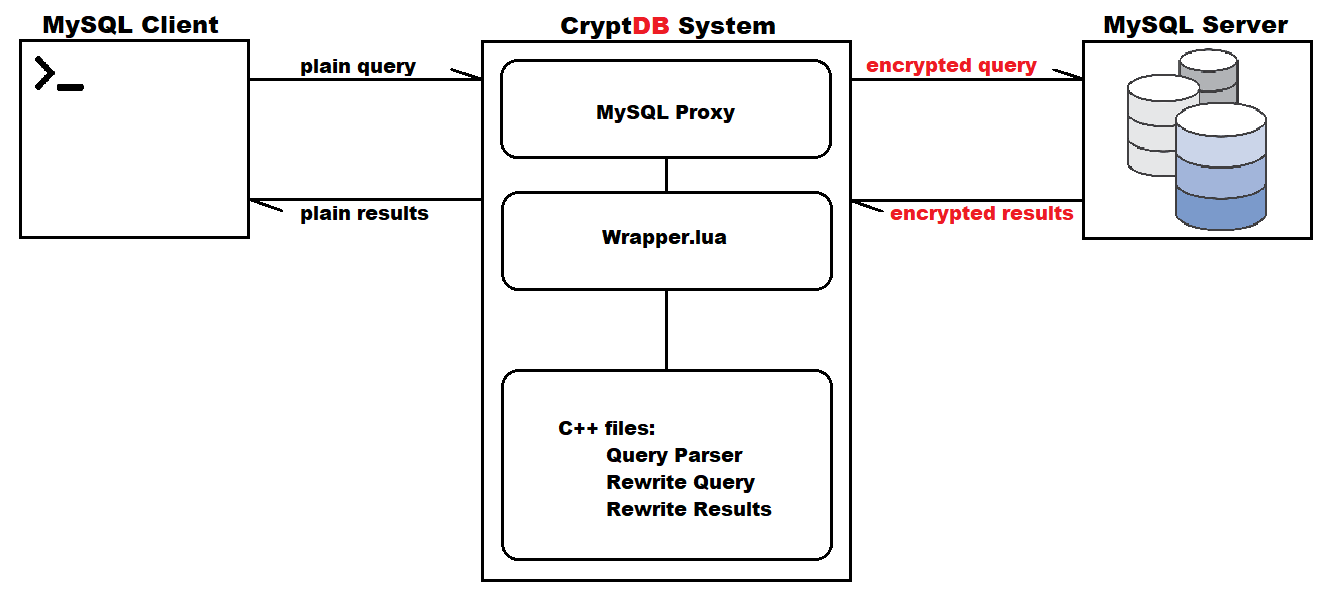 MySQL Client
CryptDB System
MySQL Server
>_
plain query
encrypted query
MySQL Proxy
plain results
encrypted results
Wrapper.lua
C++ files:
Query Parser
Rewrite Query
Rewrite Results